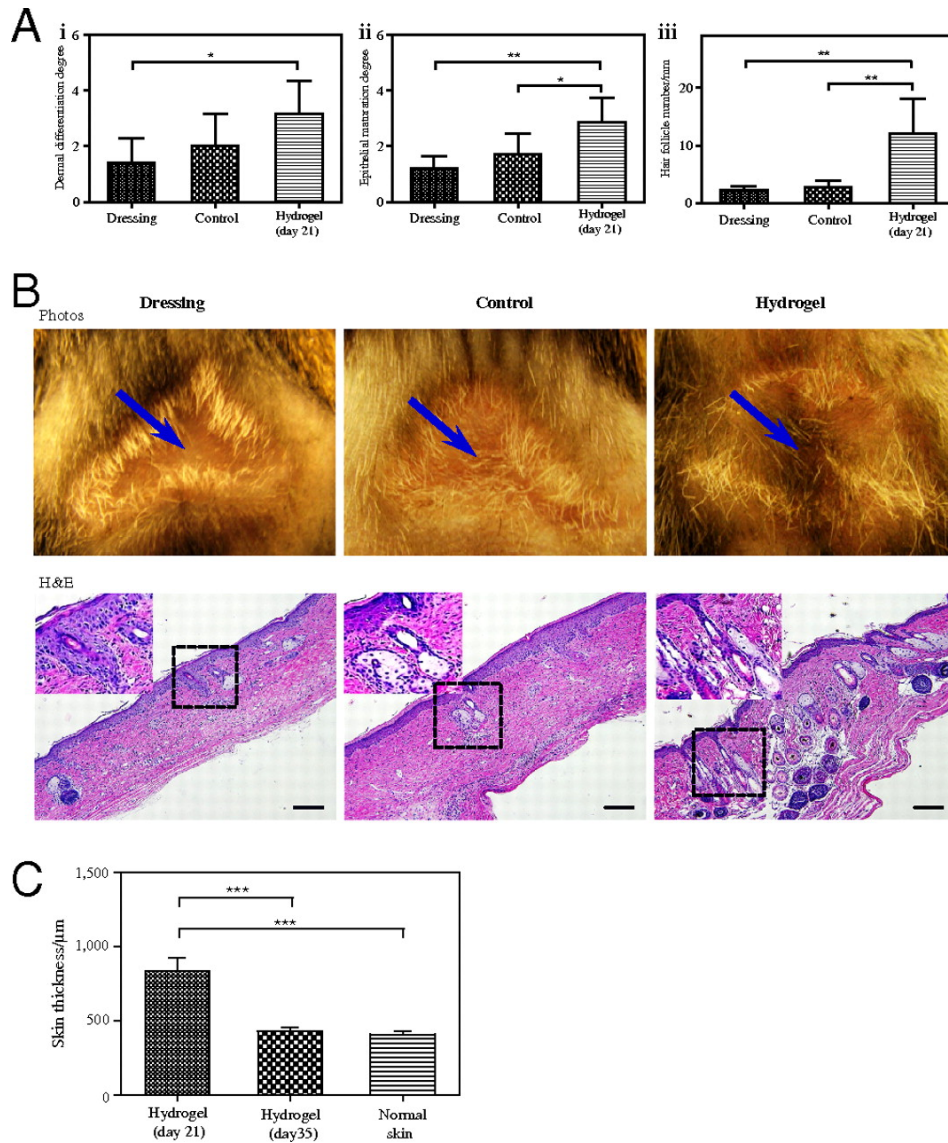 A
i
Dermal differentiation degree
6
4
2
0
*
Dressing
Control
Hydrogel
(day 21)
ii
Epithelial maturation degree
6
4
2
0
**
*
Dressing
Control
Hydrogel
(day 21)
iii
Hair follicle number/mm
20
10
0
**
**
Dressing
Control
Hydrogel
(day 21)
B
Dressing
Control
Hydrogel
Photos
H&E
C
Skin thickness/µm
1,500
1,000
500
0
***
***
Hydrogel
(day 21)
Hydrogel
(day35)
Normal
skin